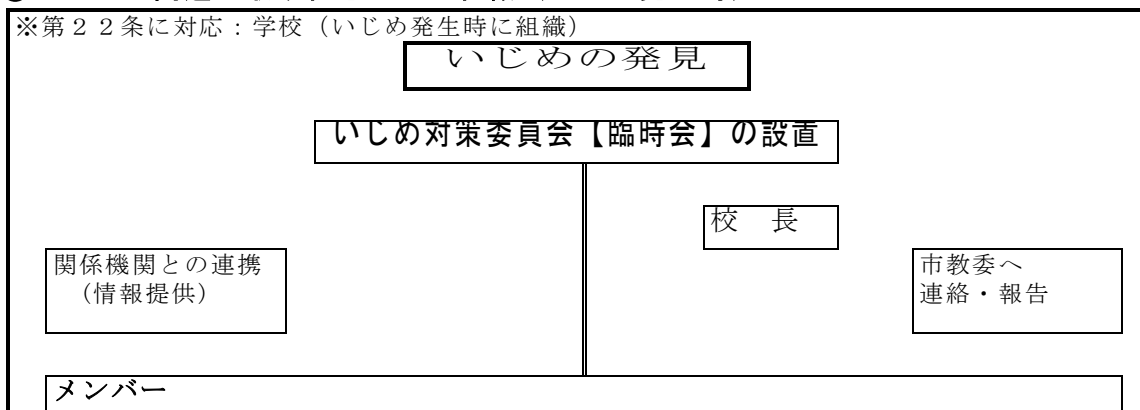 ※第２２条に対応：学校（いじめ発生時に組織）
いじめの発見
いじめ対策委員会【臨時会】の設置
校　長
関係機関との連携
（情報提供）
市教委へ
連絡・報告
メンバー